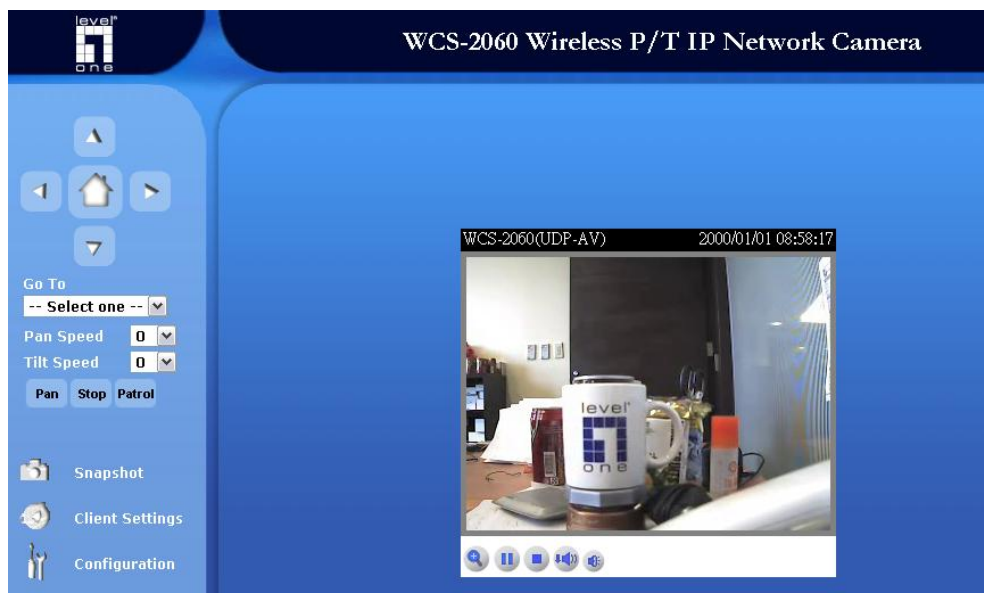 level
one
WCS-2060 Wireless P/T IP Network Camera
Go To
-- Select one --
Pan Speed 0
Tilt Speed 0
Pan Stop Patrol
Snapshot
Client Settings
Configuration
WCS-2060(UDP-AV) 2000/01/01 08:58:17
level
one